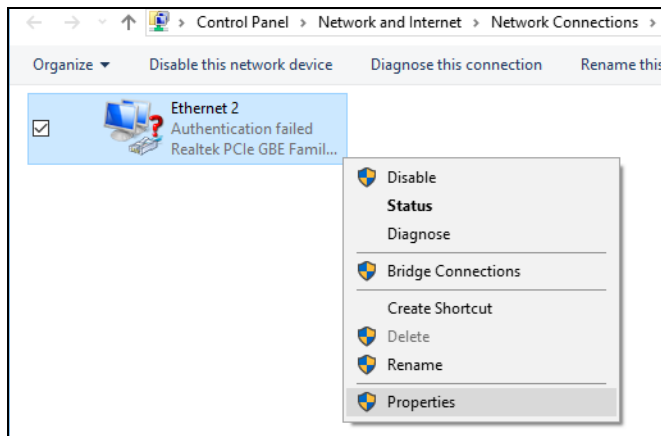 Control Panel > Network and Internet > Network Connections >
Organize Disable this network device Diagnose this connection Rename this
Ethernet 2
Authentication failed
Realtek PCIe GBE Famil...
Disable
Status
Diagnose
Bridge Connections
Create Shortcut
Delete
Rename
Properties